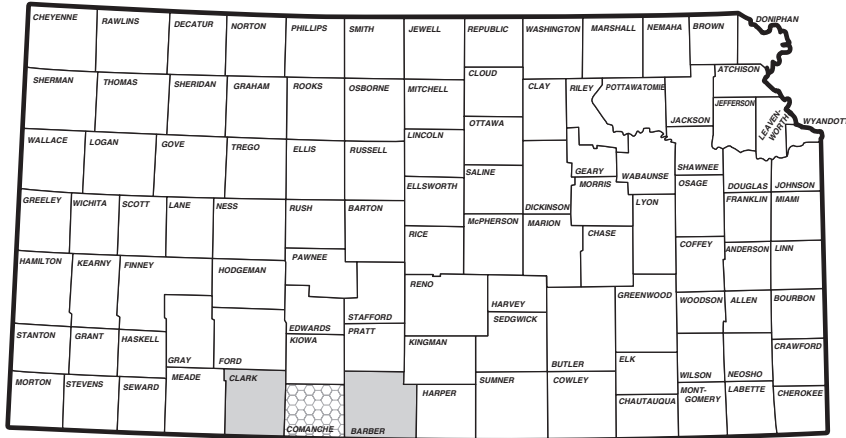 CHEYENNE
RAWLINS
DECATUR
NORTON
PHILLIPS
SMITH
JEWELL
REPUBLIC
WASHINGTON
MARSHALL
NEMAHA
BROWN
DONIPHAN
SHERMAN
THOMAS
SHERIDAN
GRAHAM
ROOKS
OSBORNE
MITCHELL
CLOUD
CLAY
RILEY
POTTAWATOMIE
JACKSON
ATCHISON
JEFFERSON
LEAVEN-
WORTH
WYANDOTT
WALLACE
LOGAN
GOVE
TREGO
ELLIS
RUSSELL
LINCOLN
OTTAWA
SALINE
DICKINSON
GEARY
MORRIS
WABAUNSE
SHAWNEE
OSAGE
DOUGLAS
JOHNSON
GREELEY
WICHITA
SCOTT
LANE
NESS
RUSH
BARTON
ELLSWORTH
RICE
McPHERSON
MARION
CHASE
LYON
COFFEY
FRANKLIN
MIAMI
ANDERSON
LINN
HAMILTON
KEARNY
FINNEY
HODGEMAN
PAWNEE
EDWARDS
STAFFORD
RENO
HARVEY
SEDGWICK
BUTLER
GREENWOOD
WOODSON
ALLEN
BOURBON
STANTON
GRANT
HASKELL
GRAY
FORD
KIOWA
PRATT
KINGMAN
ELK
WILSON
NEOSHO
CRAWFORD
MORTON
STEVENS
SEWARD
MEADE
CLARK
COMANCHE
BARBER
HARPER
SUMNER
COWLEY
CHAUTAUQUA
MONT-
GOMERY
LABETTE
CHEROKEE